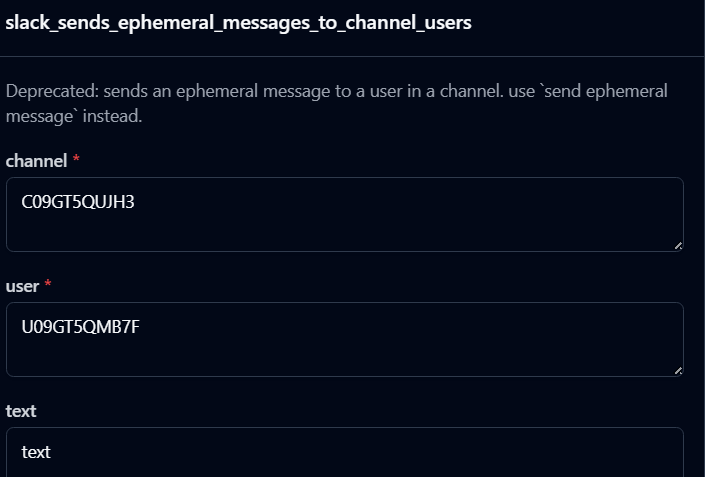 slack_sends_ephemeral_messages_to_channel_users
Deprecated: sends an ephemeral message to a user in a channel. use `send ephemeral
message` instead.
channel *
C09GT5QUJH3
user *
U09GT5QMB7F
text
text